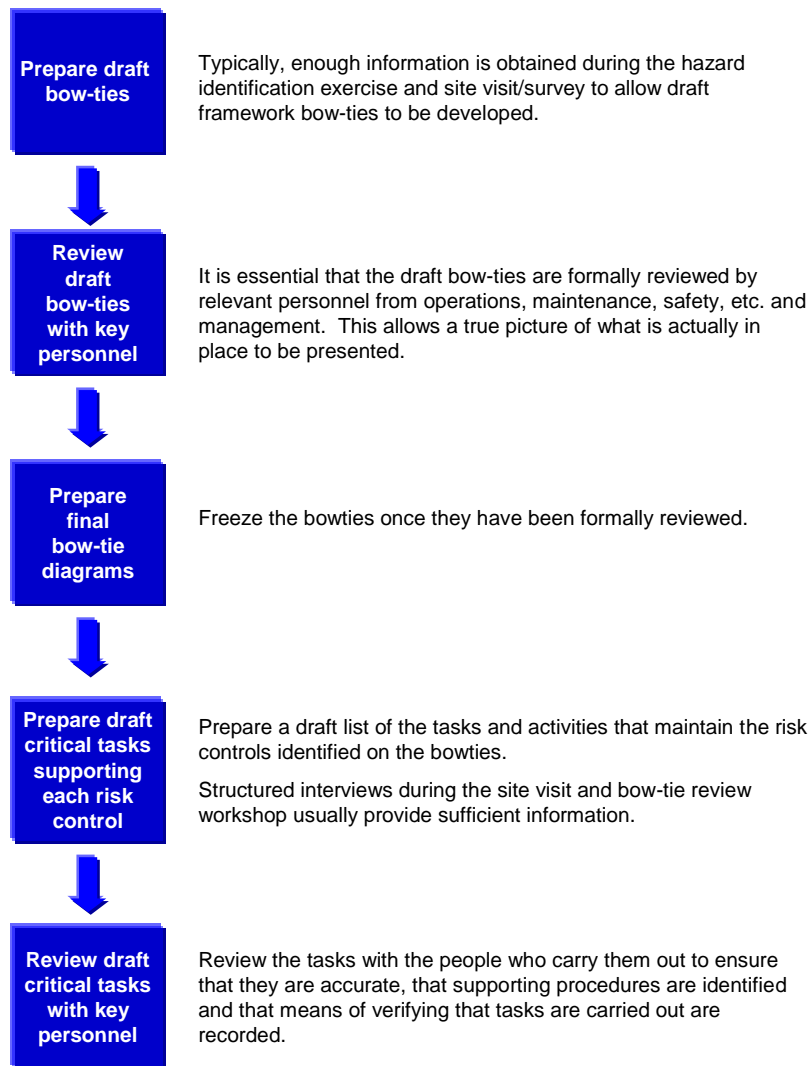 Prepare draft
bow-ties
Typically, enough information is obtained during the hazard
identification exercise and site visit/survey to allow draft
framework bow-ties to be developed.
Review
draft
bow-ties
with key
personnel
It is essential that the draft bow-ties are formally reviewed by
relevant personnel from operations, maintenance, safety, etc. and
management.  This allows a true picture of what is actually in
place to be presented.
Prepare
final
bow-tie
diagrams
Freeze the bowties once they have been formally reviewed.
Prepare draft
critical tasks
supporting
each risk
control
Prepare a draft list of the tasks and activities that maintain the risk
controls identified on the bowties.
Structured interviews during the site visit and bow-tie review
workshop usually provide sufficient information.
Review draft
critical tasks
with key
personnel
Review the tasks with the people who carry them out to ensure
that they are accurate, that supporting procedures are identified
and that means of verifying that tasks are carried out are
recorded.